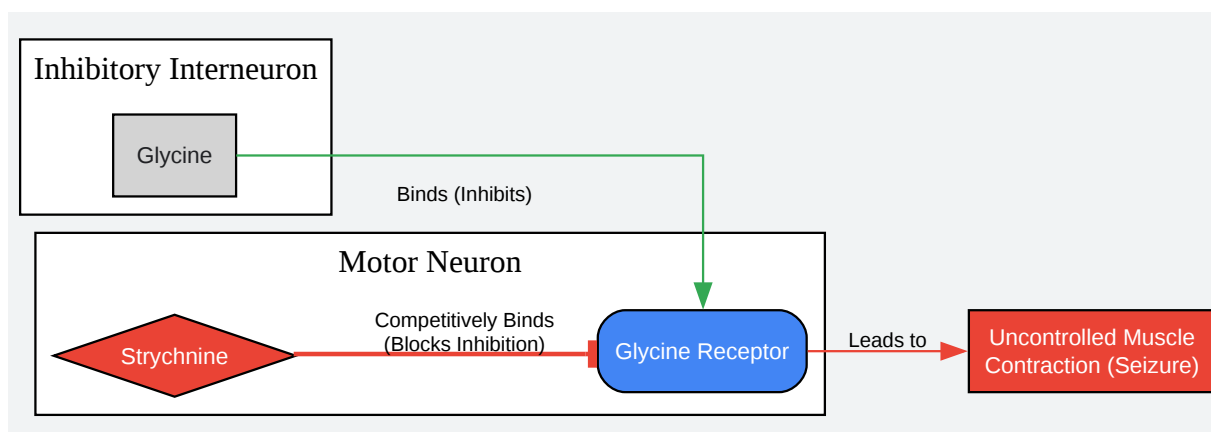 Inhibitory Interneuron
Glycine
Binds (Inhibits)
Motor Neuron
Strychnine
Competitively Binds
(Blocks Inhibition)
Glycine Receptor
Leads to
Uncontrolled Muscle
Contraction (Seizure)